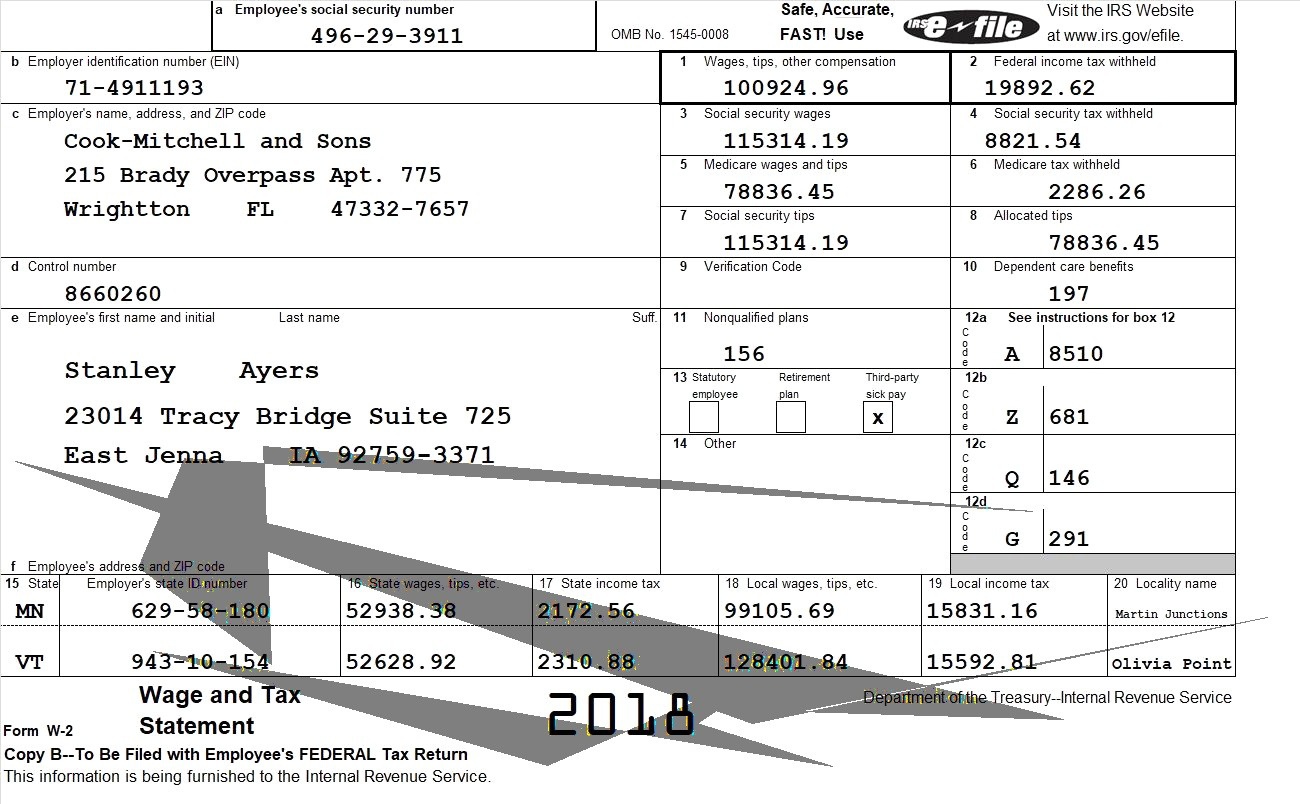 a Employee's social security number
496-29-3911
OMB No. 1545-0008
Safe, Accurate,
FAST! Use
IRS e-file
Visit the IRS Website
at www.irs.gov/efile.
b Employer identification number (EIN)
71-4911193
1 Wages, tips, other compensation
100924.96
2 Federal income tax withheld
19892.62
c Employer's name, address, and ZIP code
Cook-Mitchell and Sons
215 Brady Overpass Apt. 775
Wrightton FL 47332-7657
3 Social security wages
115314.19
4 Social security tax withheld
8821.54
5 Medicare wages and tips
78836.45
6 Medicare tax withheld
2286.26
7 Social security tips
115314.19
8 Allocated tips
78836.45
d Control number
8660260
9 Verification Code
10 Dependent care benefits
197
e Employee's first name and initial Last name Suff.
Stanley Ayers
23014 Tracy Bridge Suite 725
East Jenna IA 92759-3371
11 Nonqualified plans
156
12a See instructions for box 12
Code A 8510
13 Statutory employee
Retirement plan
Third-party sick pay
x
12b
Code Z 681
14 Other
12c
Code Q 146
12d
Code G 291
f Employee's address and ZIP code
15 State Employer's state ID number 16 State wages, tips, etc. 17 State income tax 18 Local wages, tips, etc. 19 Local income tax 20 Locality name
MN 629-58-180 52938.38 2172.56 99105.69 15831.16 Martin Junctions
VT 943-10-154 52628.92 2310.88 128401.84 15592.81 Olivia Point
Form W-2
Wage and Tax
Statement
2018
Department of the Treasury--Internal Revenue Service
Copy B--To Be Filed with Employee's FEDERAL Tax Return
This information is being furnished to the Internal Revenue Service.